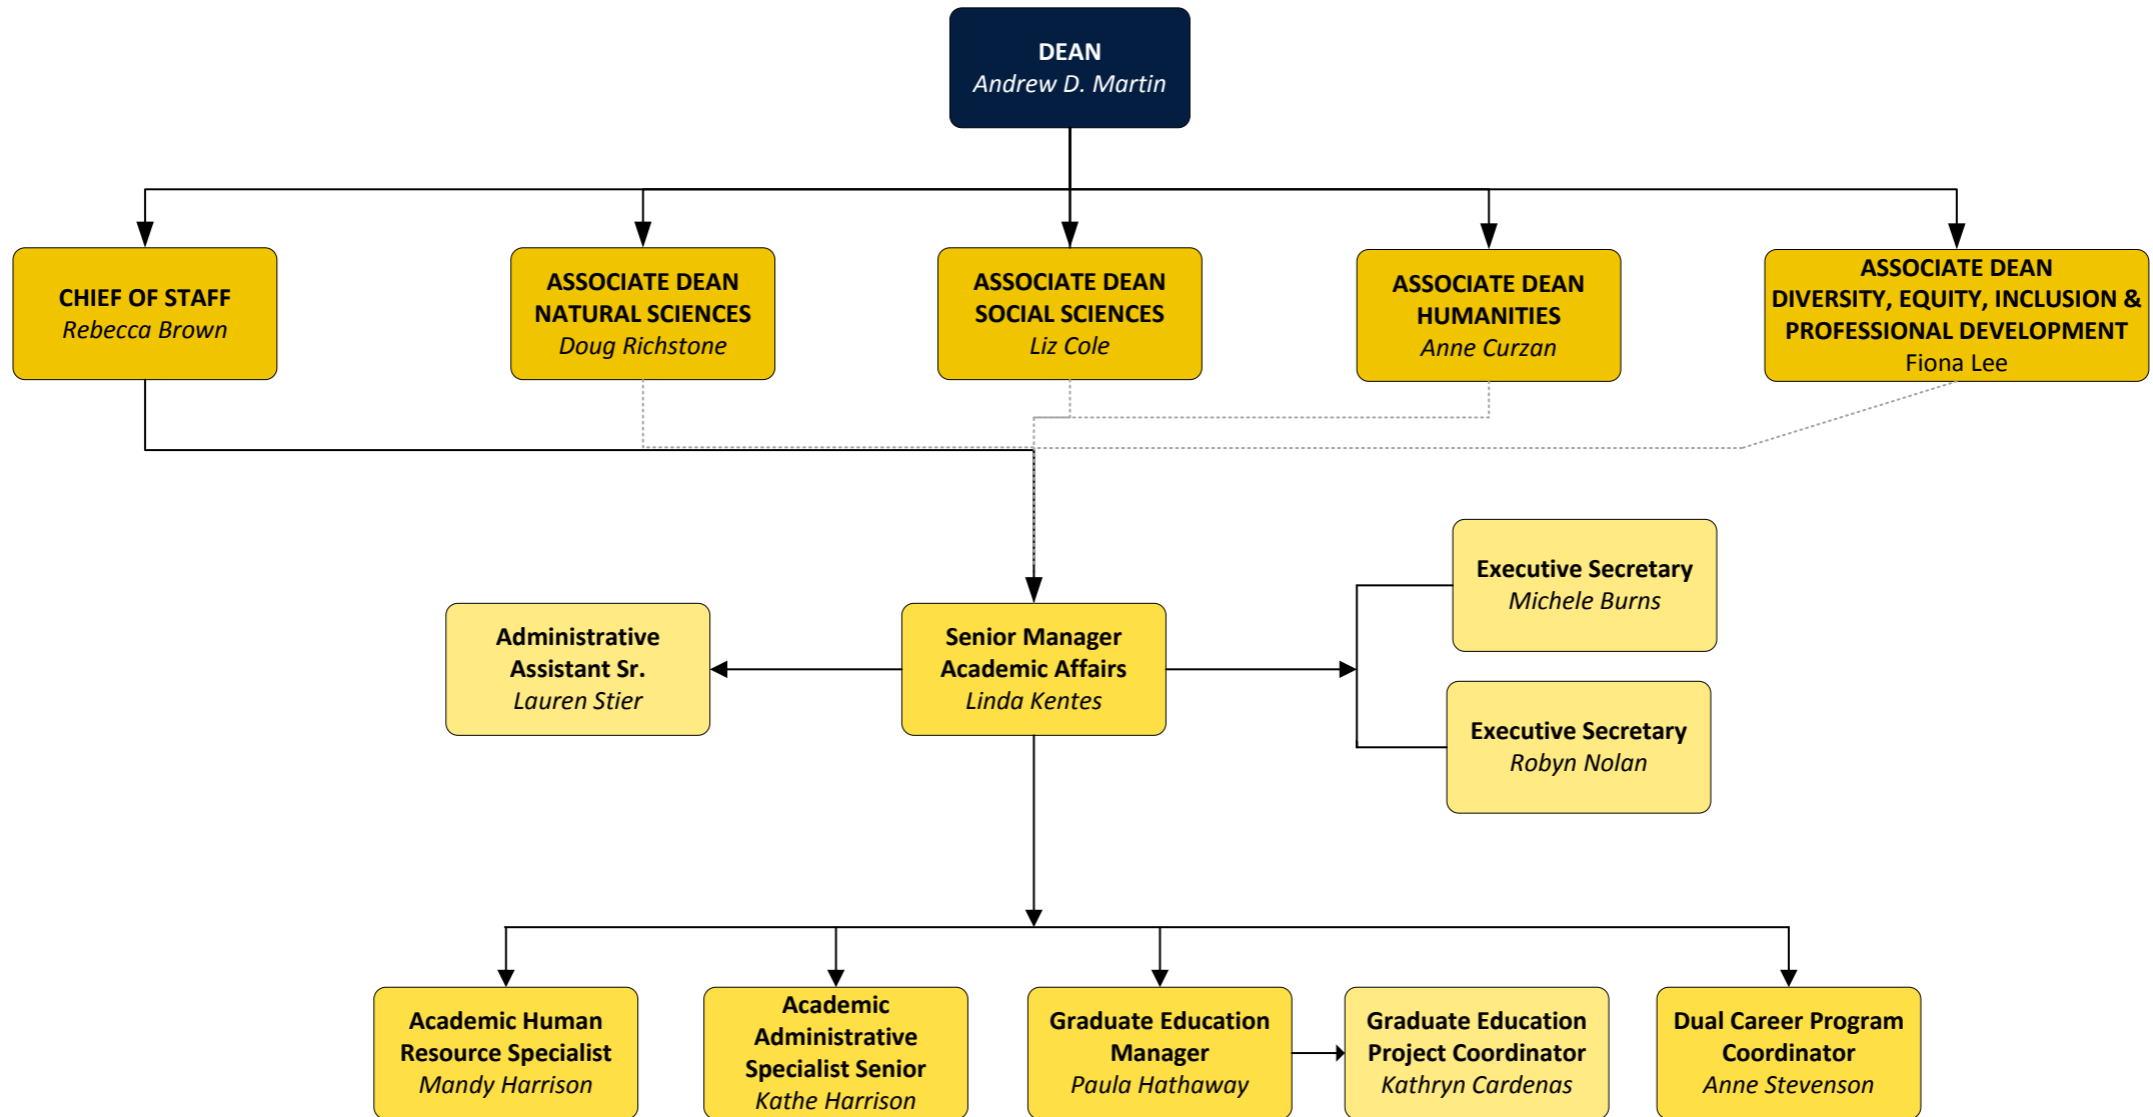 DEAN
Andrew D. Martin
CHIEF OF STAFF
Rebecca Brown
ASSOCIATE DEAN
NATURAL SCIENCES
Doug Richstone
ASSOCIATE DEAN
SOCIAL SCIENCES
Liz Cole
ASSOCIATE DEAN
HUMANITIES
Anne Curzan
ASSOCIATE DEAN
DIVERSITY, EQUITY, INCLUSION &
PROFESSIONAL DEVELOPMENT
Fiona Lee
Executive Secretary
Michele Burns
Administrative
Assistant Sr.
Lauren Stier
Senior Manager
Academic Affairs
Linda Kentes
Executive Secretary
Robyn Nolan
Academic Human
Resource Specialist
Mandy Harrison
Academic
Administrative
Specialist Senior
Kathe Harrison
Graduate Education
Manager
Paula Hathaway
Graduate Education
Project Coordinator
Kathryn Cardenas
Dual Career Program
Coordinator
Anne Stevenson